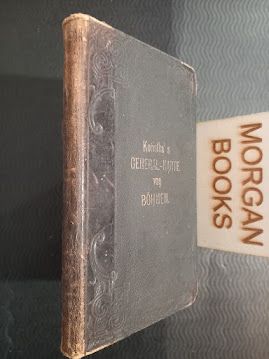 Kořistka's
GENERAL-KARTE
von
BÖHMEN.
MORGAN
BOOKS